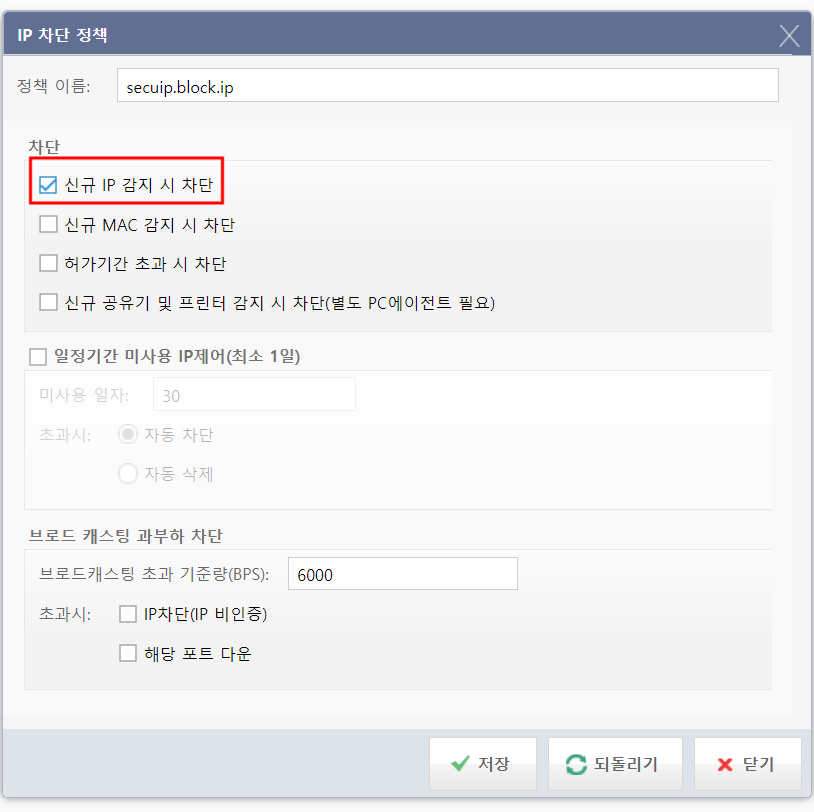 IP 차단 정책
정책 이름: secuip.block.ip
차단
신규 IP 감지 시 차단
신규 MAC 감지 시 차단
허가기간 초과 시 차단
신규 공유기 및 프린터 감지 시 차단(별도 PC에이전트 필요)
일정기간 미사용 IP제어(최소 1일)
미사용 일자: 30
초과시: 자동 차단
자동 삭제
브로드 캐스팅 과부하 차단
브로드캐스팅 초과 기준량(BPS): 6000
초과시: IP차단(IP 비인증)
해당 포트 다운
저장 되돌리기 닫기